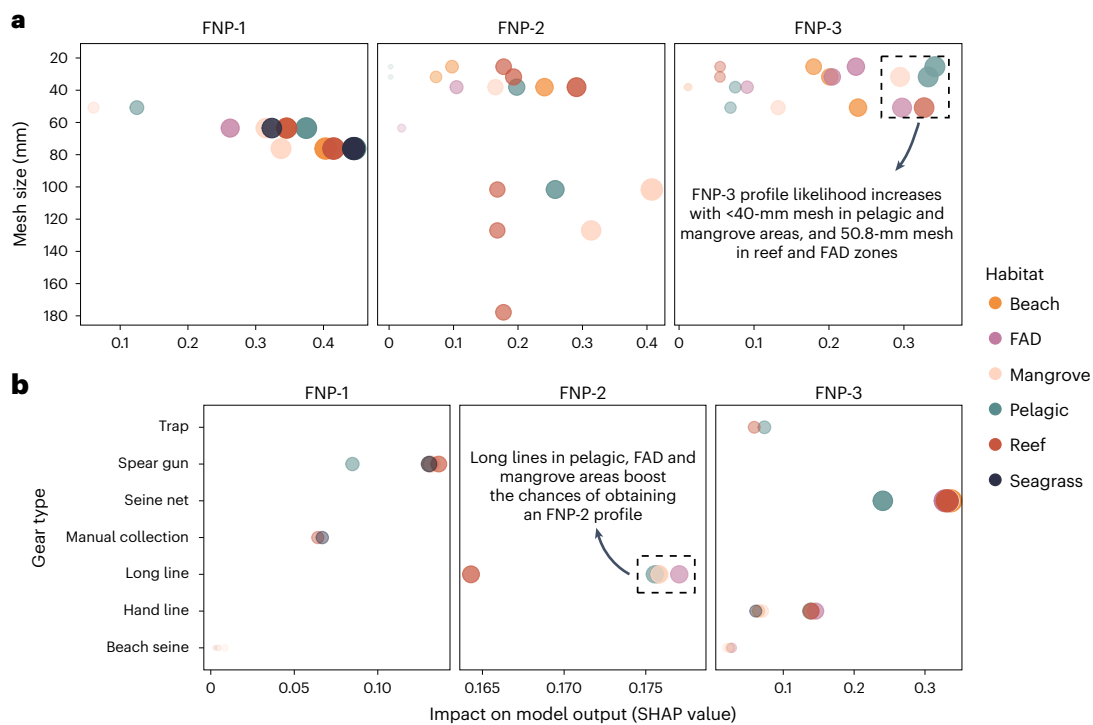 a
FNP-1
FNP-2
FNP-3
Mesh size (mm)
20
40
60
80
100
120
140
160
180
FNP-3 profile likelihood increases
with <40-mm mesh in pelagic and
mangrove areas, and 50.8-mm mesh
in reef and FAD zones
0.1
0.2
0.3
0.4
0
0.1
0.2
0.3
0.4
0
0.1
0.2
0.3
Habitat
Beach
FAD
Mangrove
Pelagic
Reef
Seagrass
b
FNP-1
FNP-2
FNP-3
Gear type
Trap
Spear gun
Seine net
Manual collection
Long line
Hand line
Beach seine
Long lines in pelagic, FAD and
mangrove areas boost
the chances of obtaining
an FNP-2 profile
0
0.05
0.10
0.165
0.170
0.175
0.1
0.2
0.3
Impact on model output (SHAP value)